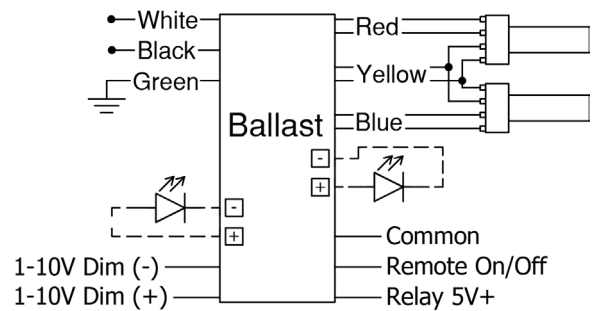 White
Black
Green
Ballast
Red
Yellow
Blue
-
+
-
+
1-10V Dim (-)
1-10V Dim (+)
Common
Remote On/Off
Relay 5V+